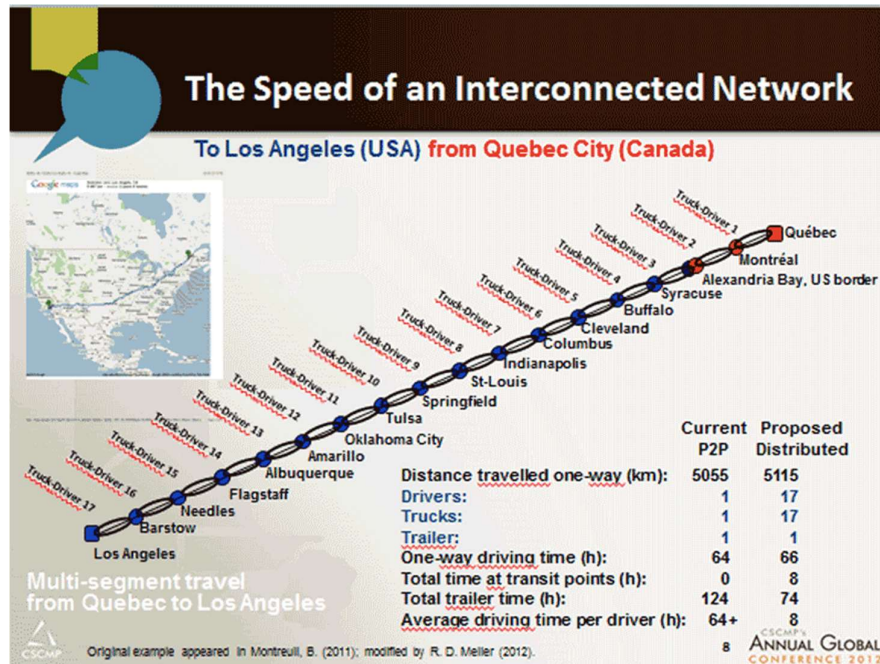 The Speed of an Interconnected Network
To Los Angeles (USA) from Quebec City (Canada)
Google maps
Truck-Driver 1
Truck-Driver 2
Truck-Driver 3
Truck-Driver 4
Truck-Driver 5
Truck-Driver 6
Truck-Driver 7
Truck-Driver 8
Truck-Driver 9
Truck-Driver 10
Truck-Driver 11
Truck-Driver 12
Truck-Driver 13
Truck-Driver 14
Truck-Driver 15
Truck-Driver 16
Truck-Driver 17
Québec
Montréal
Alexandria Bay, US border
Syracuse
Buffalo
Cleveland
Columbus
Indianapolis
St-Louis
Springfield
Tulsa
Oklahoma City
Amarillo
Albuquerque
Flagstaff
Needles
Barstow
Los Angeles
Current Proposed
P2P Distributed
Distance travelled one-way (km): 5055 5115
Drivers: 1 17
Trucks: 1 17
Trailer: 1 1
One-way driving time (h): 64 66
Total time at transit points (h): 0 8
Total trailer time (h): 124 74
Average driving time per driver (h): 64+ 8
Multi-segment travel
from Quebec to Los Angeles
CSCMP
Original example appeared in Montreuil, B. (2011); modified by R. D. Meller (2012).
8
CSCMP's
ANNUAL GLOBAL
CONFERENCE 2012